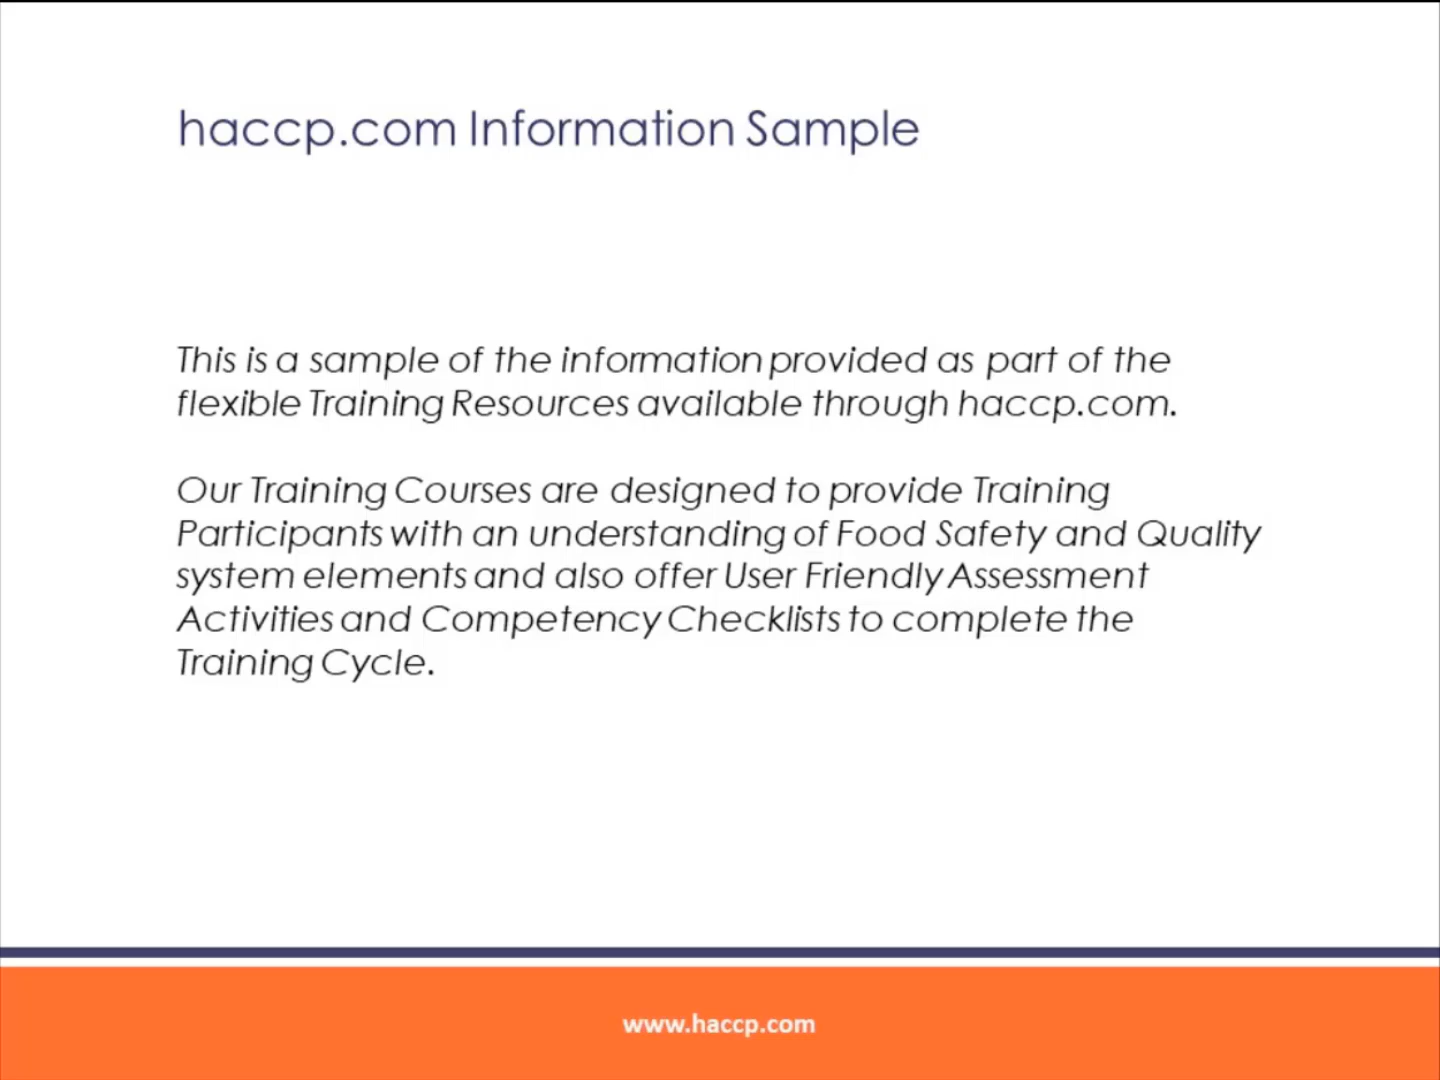 haccp.com Information Sample
This is a sample of the information provided as part of the
flexible Training Resources available through haccp.com.
Our Training Courses are designed to provide Training
Participants with an understanding of Food Safety and Quality
system elements and also offer User Friendly Assessment
Activities and Competency Checklists to complete the
Training Cycle.
www.haccp.com